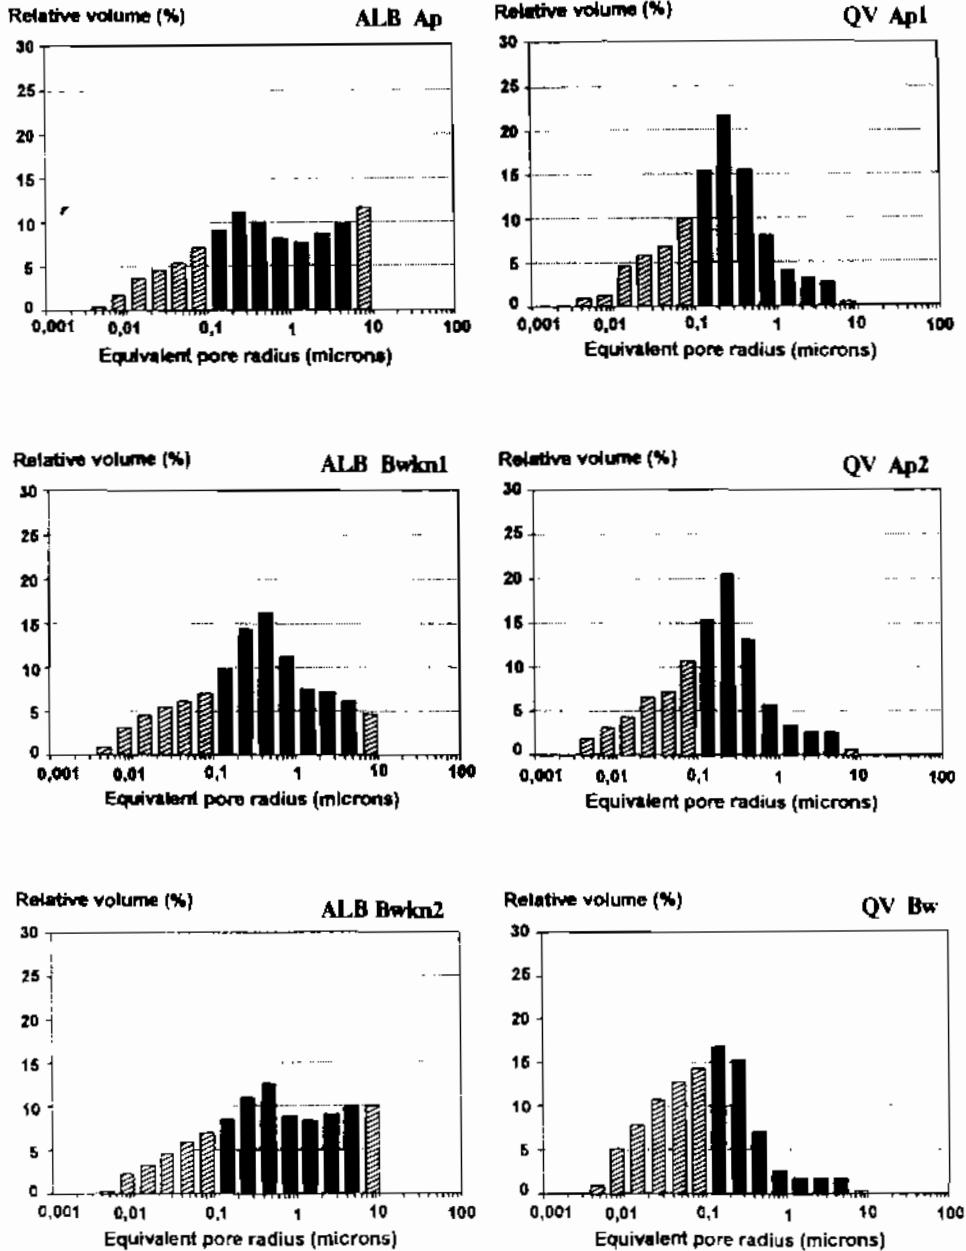 Relative volume (%) ALB Ap
30
25
20
15
10
5
0
0,001 0,01 0,1 1 10 100
Equivalent pore radius (microns)
Relative volume (%) QV Ap1
30
25
20
15
10
5
0
0,001 0,01 0,1 1 10 100
Equivalent pore radius (microns)
Relative volume (%) ALB Bwkn1
30
25
20
15
10
5
0
0,001 0,01 0,1 1 10 100
Equivalent pore radius (microns)
Relative volume (%) QV Ap2
30
25
20
15
10
5
0
0,001 0,01 0,1 1 10 100
Equivalent pore radius (microns)
Relative volume (%) ALB Bwkn2
30
25
20
15
10
5
0
0,001 0,01 0,1 1 10 100
Equivalent pore radius (microns)
Relative volume (%) QV Bw
30
25
20
15
10
5
0
0,001 0,01 0,1 1 10 100
Equivalent pore radius (microns)